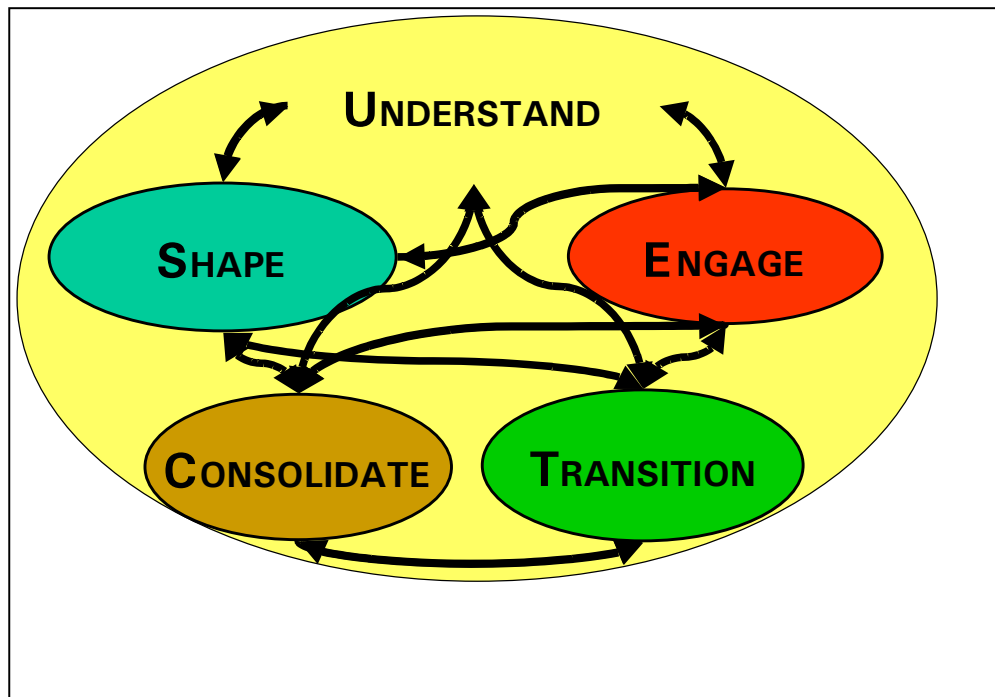 UNDERSTAND
SHAPE
ENGAGE
CONSOLIDATE
TRANSITION